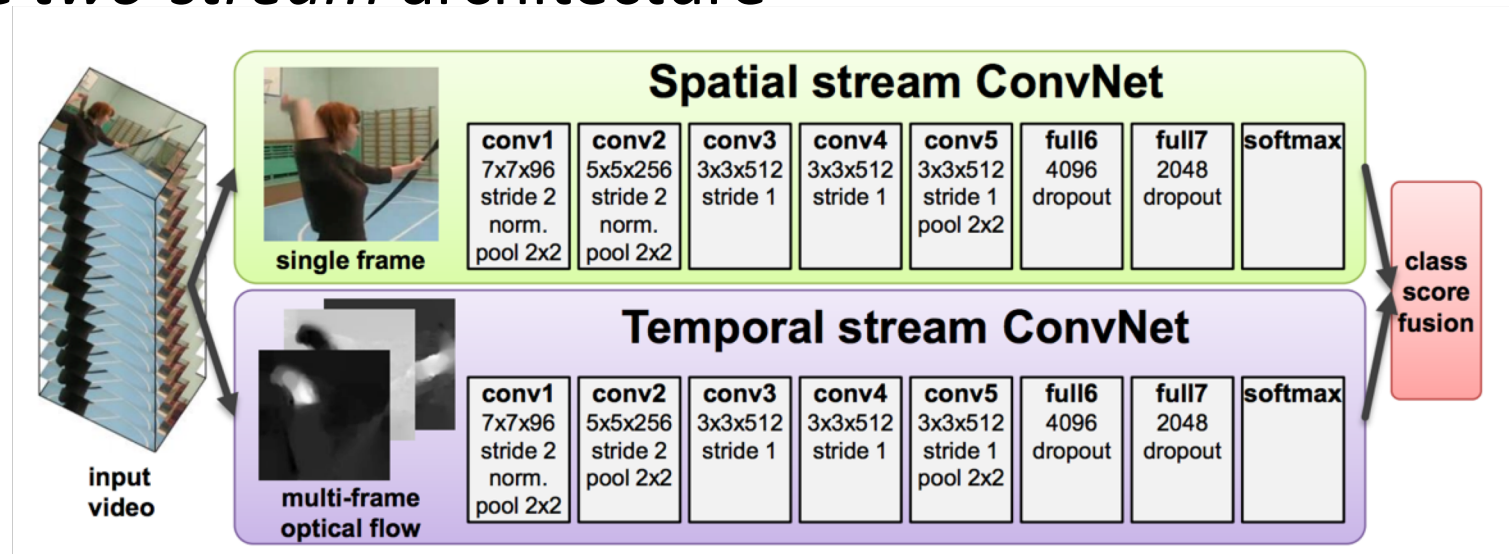 two-stream architecture
Spatial stream ConvNet
single frame
conv1
7x7x96
stride 2
norm.
pool 2x2
conv2
5x5x256
stride 2
norm.
pool 2x2
conv3
3x3x512
stride 1
conv4
3x3x512
stride 1
conv5
3x3x512
stride 1
pool 2x2
full6
4096
dropout
full7
2048
dropout
softmax
Temporal stream ConvNet
multi-frame
optical flow
conv1
7x7x96
stride 2
norm.
pool 2x2
conv2
5x5x256
stride 2
pool 2x2
conv3
3x3x512
stride 1
conv4
3x3x512
stride 1
conv5
3x3x512
stride 1
pool 2x2
full6
4096
dropout
full7
2048
dropout
softmax
input
video
class
score
fusion